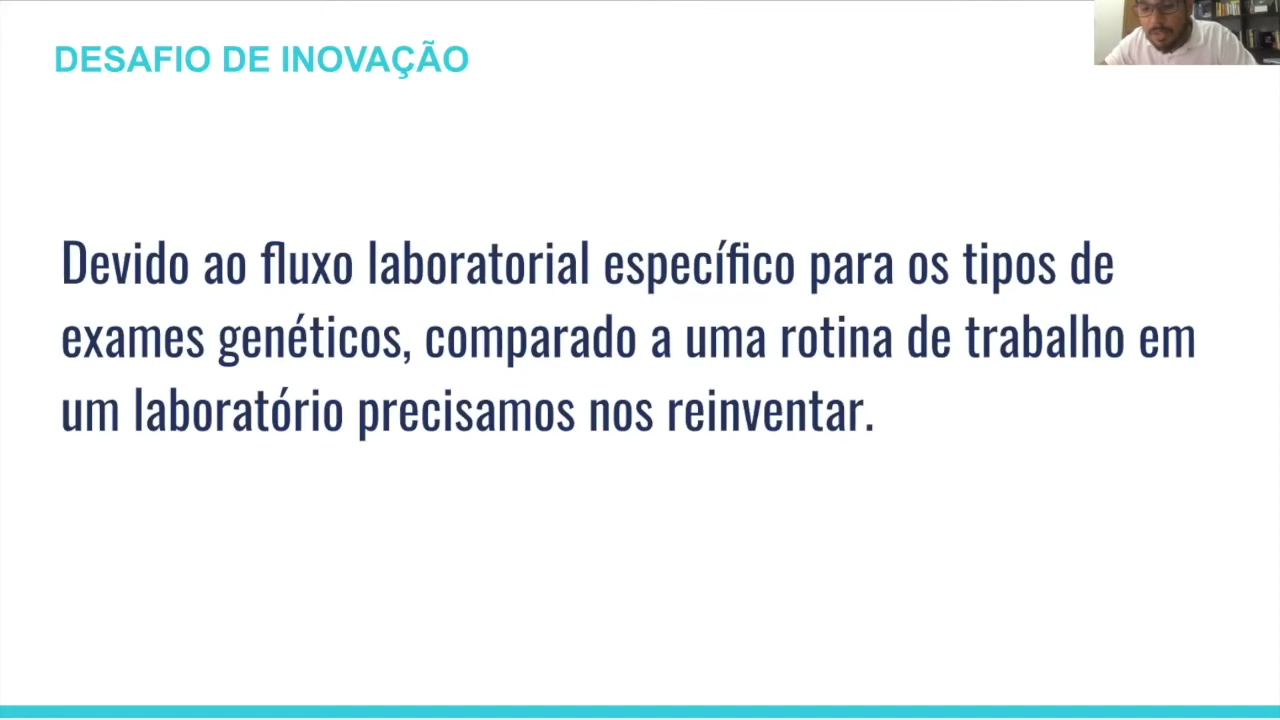 DESAFIO DE INOVAÇÃO
Devido ao fluxo laboratorial específico para os tipos de
exames genéticos, comparado a uma rotina de trabalho em
um laboratório precisamos nos reinventar.